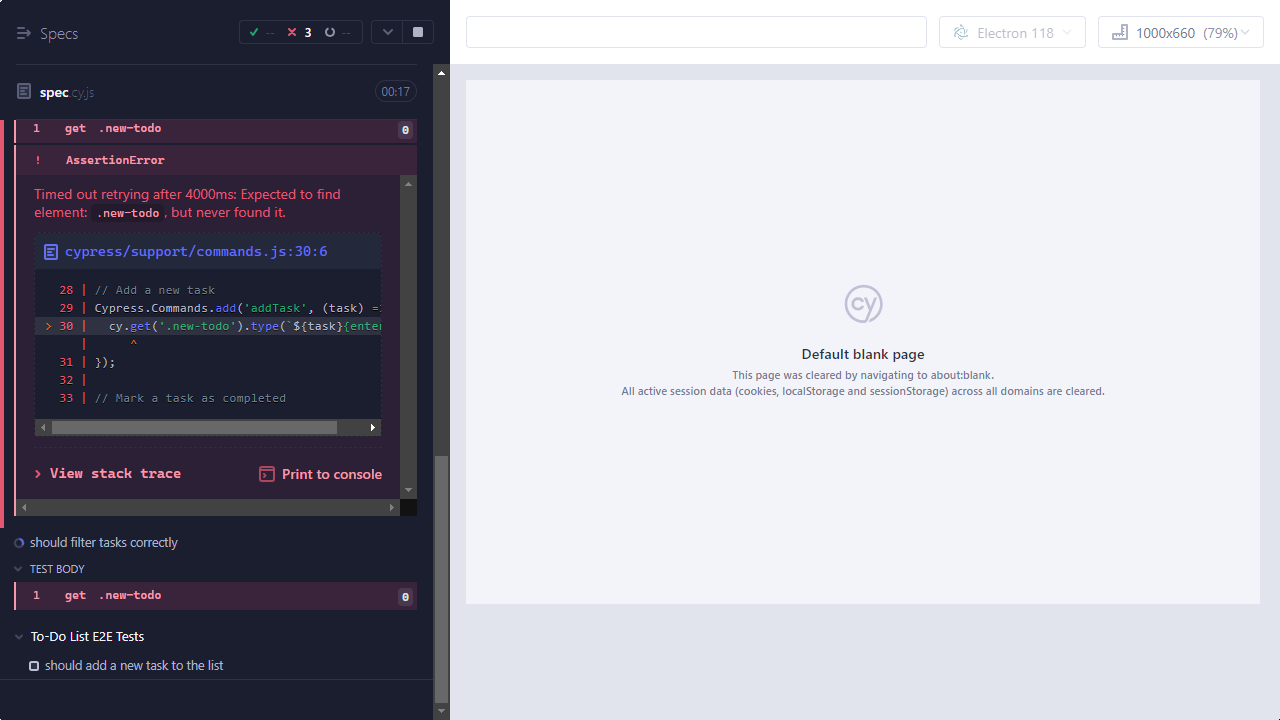 Specs
--
3
--
Electron 118
1000x660 (79%)
spec.cy.js
00:17
1 get .new-todo 0
! AssertionError
Timed out retrying after 4000ms: Expected to find
element: .new-todo, but never found it.
cypress/support/commands.js:30:6
28 | // Add a new task
29 | Cypress.Commands.add('addTask', (task) =
> 30 | cy.get('.new-todo').type(`${task}{enter
| ^
31 | });
32 |
33 | // Mark a task as completed
> View stack trace
Print to console
should filter tasks correctly
TEST BODY
1 get .new-todo 0
To-Do List E2E Tests
should add a new task to the list
cy
Default blank page
This page was cleared by navigating to about:blank.
All active session data (cookies, localStorage and sessionStorage) across all domains are cleared.